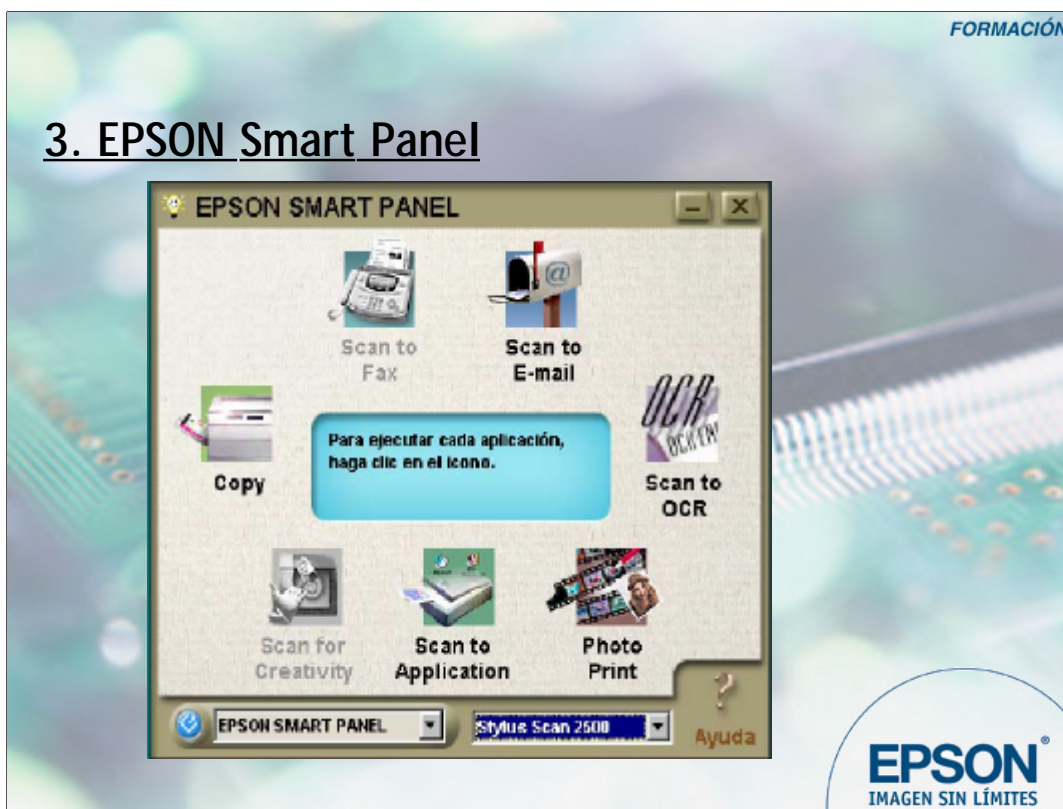 FORMACIÓN
3. EPSON Smart Panel
EPSON SMART PANEL
Scan to
Fax
Scan to
E-mail
Copy
Para ejecutar cada aplicación,
haga clic en el icono.
OCR
Scan to
OCR
Scan for
Creativity
Scan to
Application
Photo
Print
EPSON SMART PANEL
Stylus Scan 2500
Ayuda
EPSON®
IMAGEN SIN LÍMITES